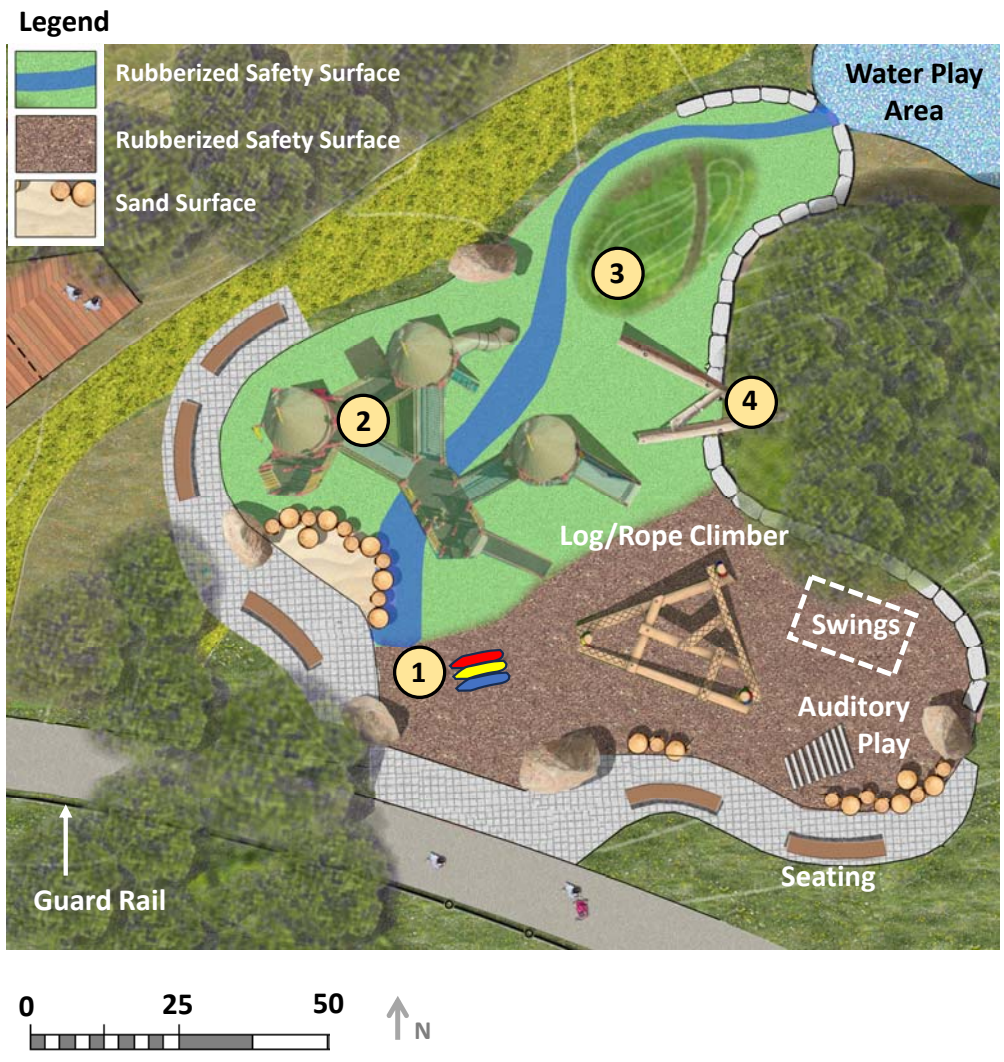 Legend
Rubberized Safety Surface
Rubberized Safety Surface
Sand Surface
Water Play
Area
3
4
2
Log/Rope Climber
Swings
1
Auditory
Play
Seating
Guard Rail
0 25 50
N